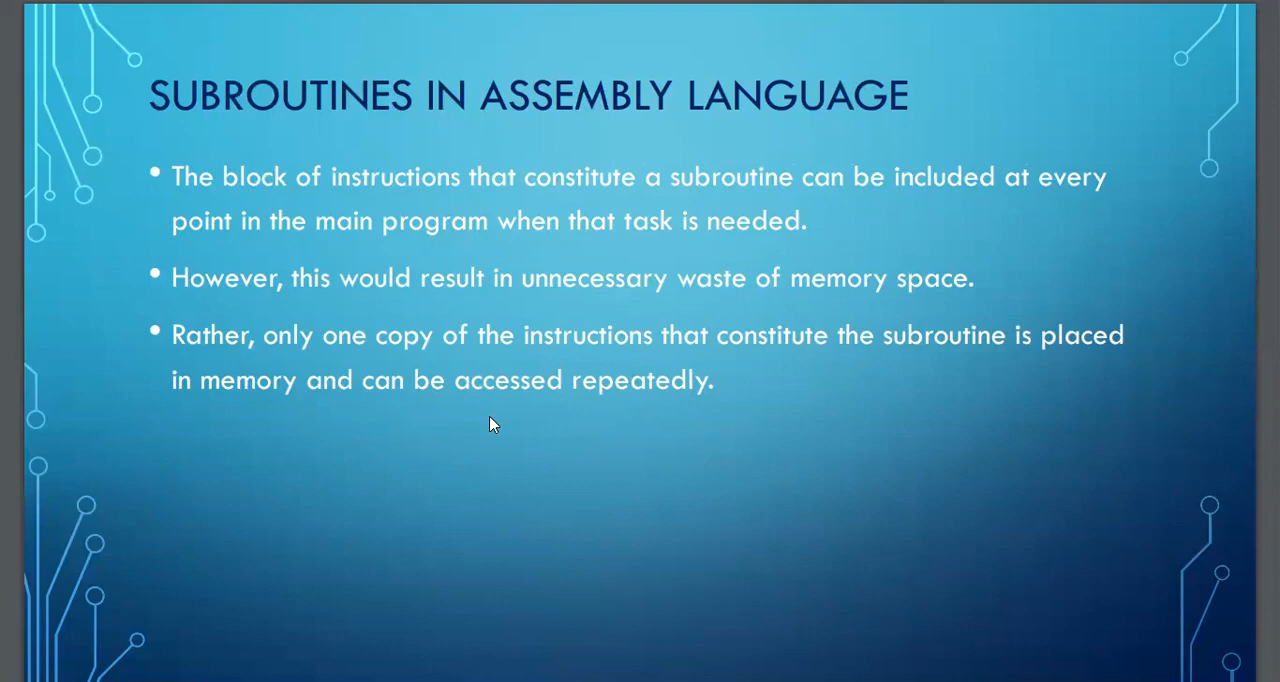 SUBROUTINES IN ASSEMBLY LANGUAGE
• The block of instructions that constitute a subroutine can be included at every
point in the main program when that task is needed.
• However, this would result in unnecessary waste of memory space.
• Rather, only one copy of the instructions that constitute the subroutine is placed
in memory and can be accessed repeatedly.